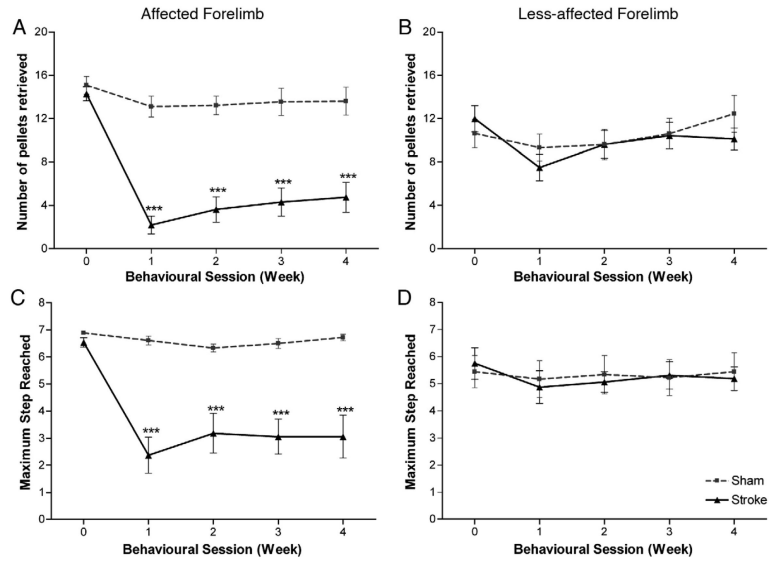 Affected Forelimb
Less-affected Forelimb
A
Number of pellets retrieved
20
16
12
8
4
0
***
***
***
***
0 1 2 3 4
Behavioural Session (Week)
B
Number of pellets retrieved
20
16
12
8
4
0
0 1 2 3 4
Behavioural Session (Week)
C
Maximum Step Reached
8
7
6
5
4
3
2
1
0
***
***
***
***
0 1 2 3 4
Behavioural Session (Week)
D
Maximum Step Reached
8
7
6
5
4
3
2
1
0
0 1 2 3 4
Behavioural Session (Week)
Sham
Stroke